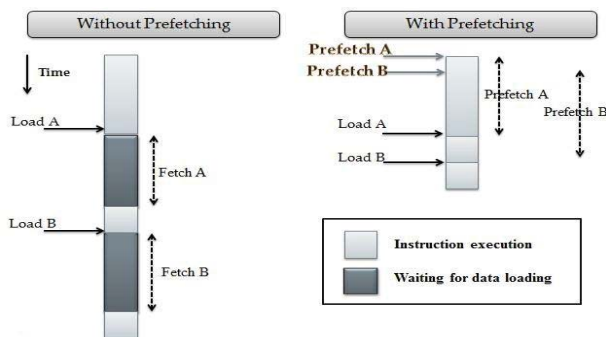 Without Prefetching
Time
Load A
Fetch A
Load B
Fetch B
With Prefetching
Prefetch A
Prefetch B
Prefetch A
Prefetch B
Load A
Load B
Instruction execution
Waiting for data loading